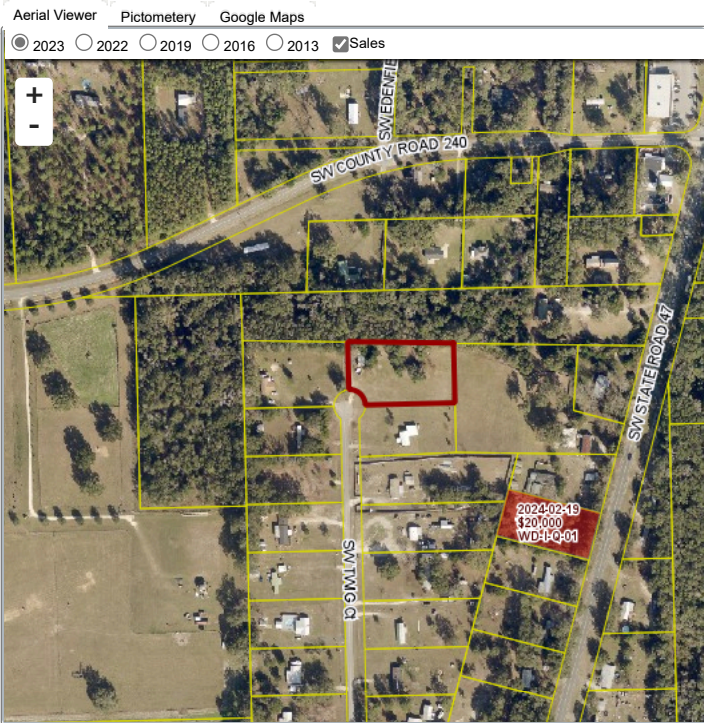 Aerial Viewer
Pictometery
Google Maps
2023
2022
2019
2016
2013
Sales
+
-
SW EDENFIE
SW COUNTY ROAD 240
SW STATE ROAD 47
2024-02-19
$20,000
WD-I-Q-01
SW TWIG Ct